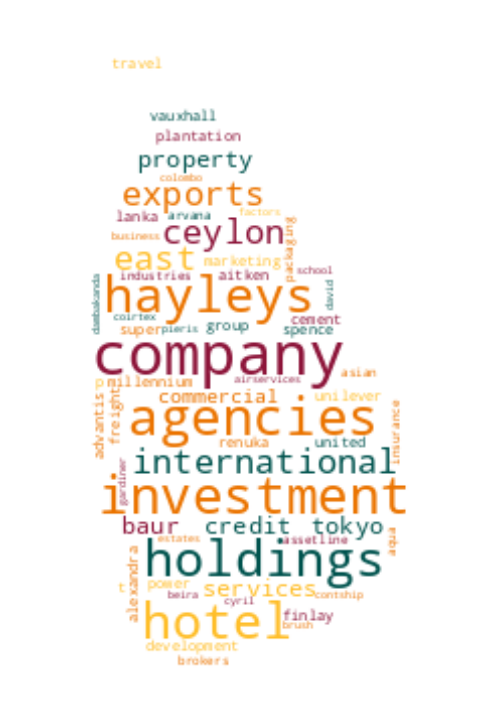 travel
vauxhall
plantation
property
colombo
exports
lanka arvana factors
business ceylon packaging
east marketing
industries aitken school
dambakanda hayleys david
coirtex cement
super pieris group spence
company
asian
p millennium airservices
advantis freight commercial unilever
agencies insurance
renuka united
gardiner international
investment
baur credit tokyo
estates assetline aqua
holdings
alexandra t power services contship
beira cyril
hotel finlay
brush
development
brokers